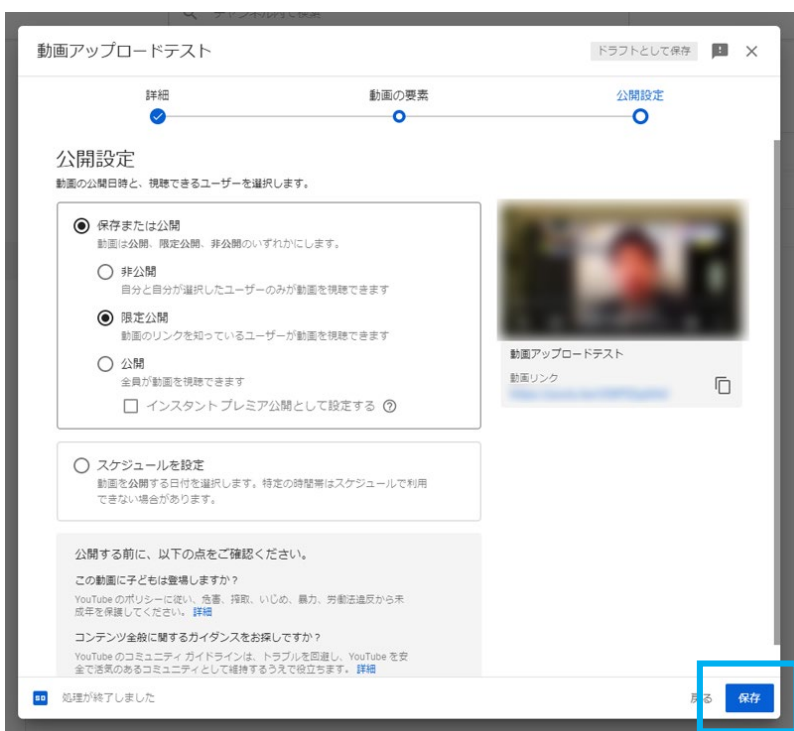 チャンネル内で検索
動画アップロードテスト
ドラフトとして保存
詳細
動画の要素
公開設定
公開設定
動画の公開日時と、視聴できるユーザーを選択します。
保存または公開
動画は公開、限定公開、非公開のいずれかにします。
非公開
自分と自分が選択したユーザーのみが動画を視聴できます
限定公開
動画のリンクを知っているユーザーが動画を視聴できます
公開
全員が動画を視聴できます
インスタント プレミア公開として設定する
動画アップロードテスト
動画リンク
スケジュールを設定
動画を公開する日付を選択します。特定の時間帯はスケジュールで利用
できない場合があります。
公開する前に、以下の点をご確認ください。
この動画に子どもは登場しますか?
YouTube のポリシーに従い、危害、搾取、いじめ、暴力、労働法違反から未
成年を保護してください。 詳細
コンテンツ全般に関するガイダンスをお探しですか?
YouTube のコミュニティ ガイドラインは、トラブルを回避し、YouTube を安
全で活気のあるコミュニティとして維持するうえで役立ちます。 詳細
SD
処理が終了しました
戻る
保存